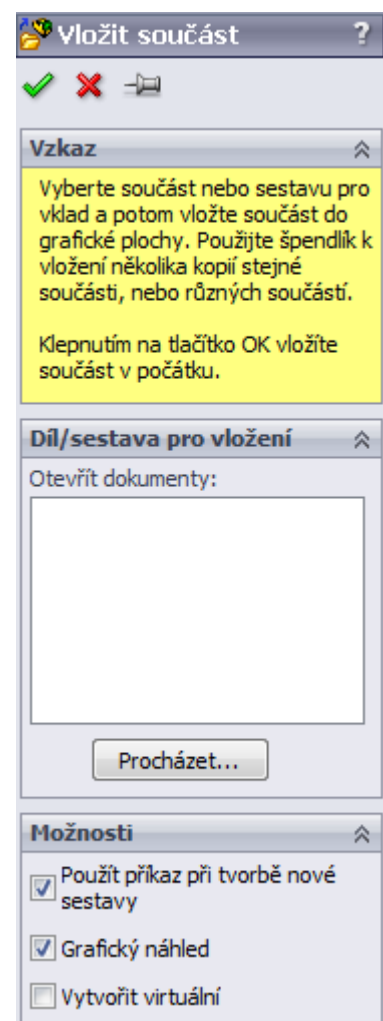 Vložit součást ?
Vzkaz
Vyberte součást nebo sestavu pro
vklad a potom vložte součást do
grafické plochy. Použijte špendlík k
vložení několika kopií stejné
součásti, nebo různých součástí.
Klepnutím na tlačítko OK vložíte
součást v počátku.
Díl/sestava pro vložení
Otevřít dokumenty:
Procházet...
Možnosti
Použít příkaz při tvorbě nové
sestavy
Grafický náhled
Vytvořit virtuální